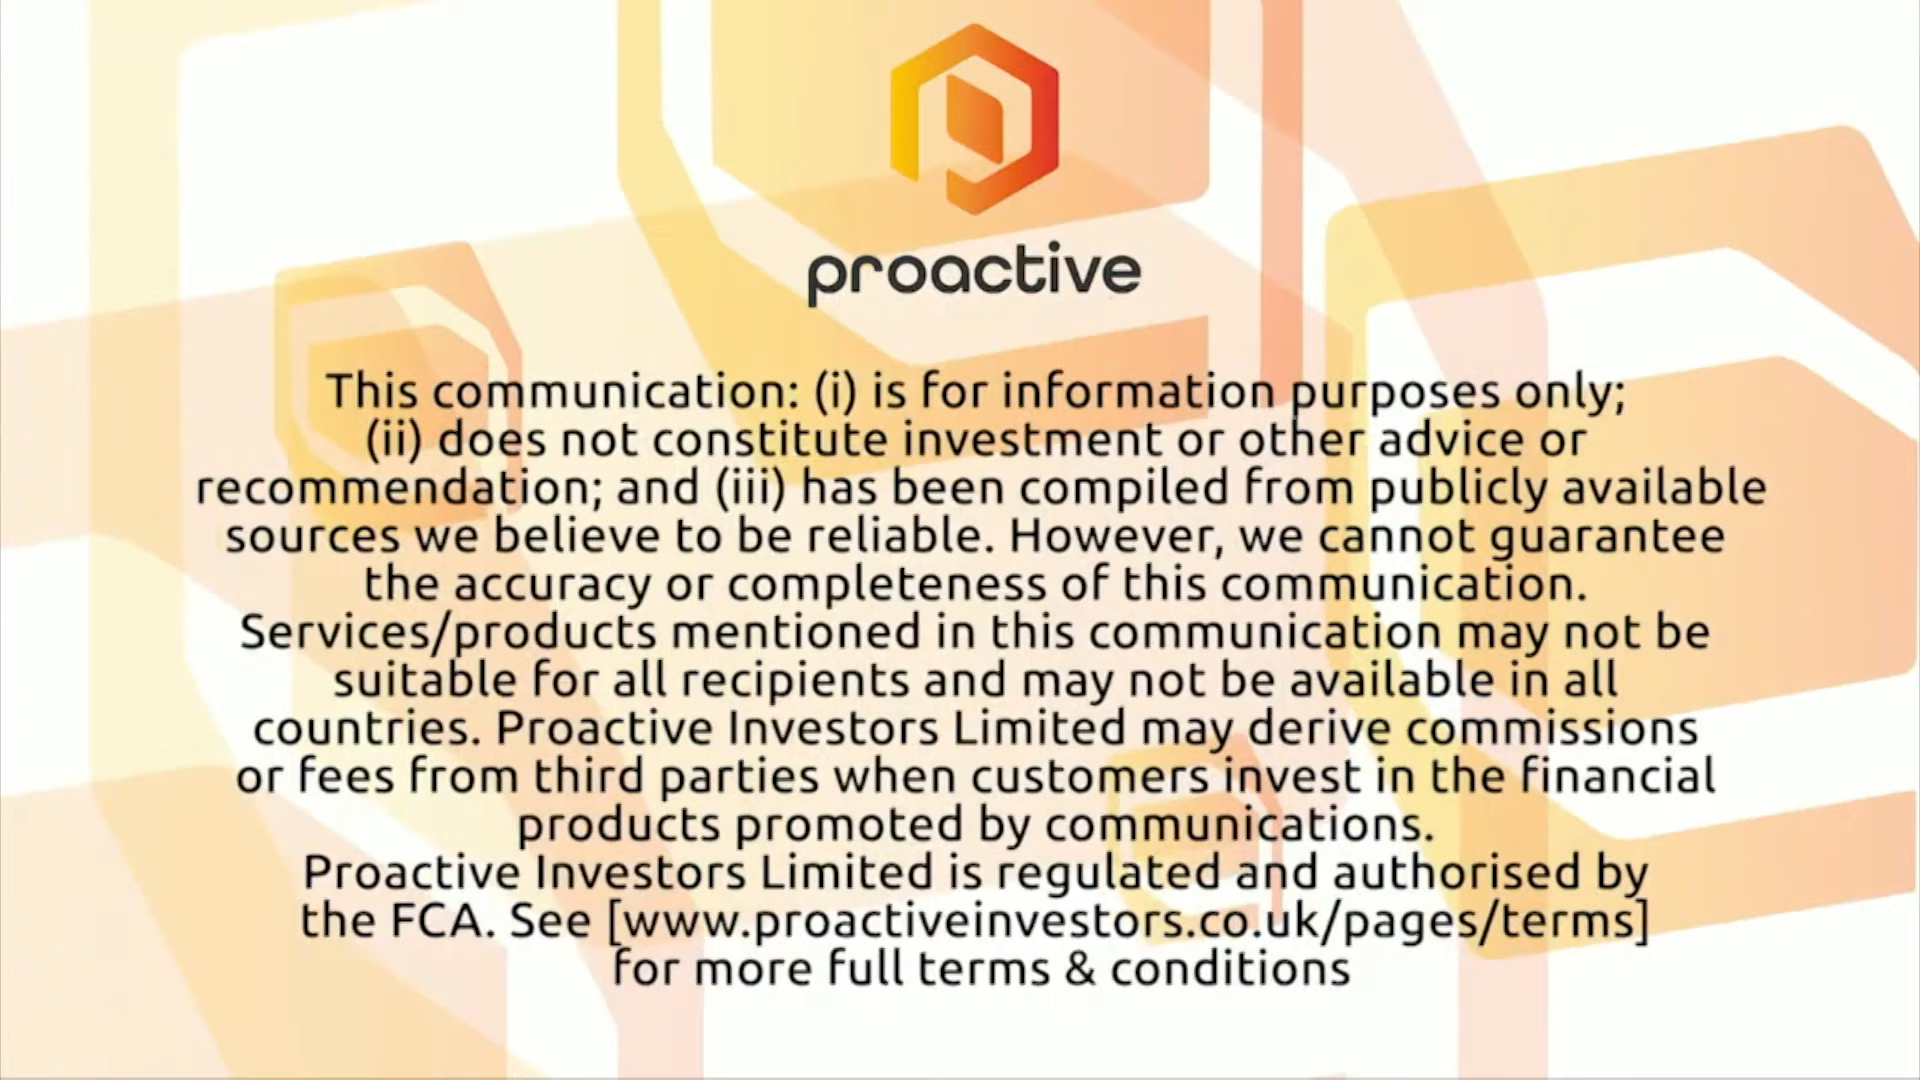 proactive
This communication: (i) is for information purposes only;
(ii) does not constitute investment or other advice or
recommendation; and (iii) has been compiled from publicly available
sources we believe to be reliable. However, we cannot guarantee
the accuracy or completeness of this communication.
Services/products mentioned in this communication may not be
suitable for all recipients and may not be available in all
countries. Proactive Investors Limited may derive commissions
or fees from third parties when customers invest in the financial
products promoted by communications.
Proactive Investors Limited is regulated and authorised by
the FCA. See [www.proactiveinvestors.co.uk/pages/terms]
for more full terms & conditions